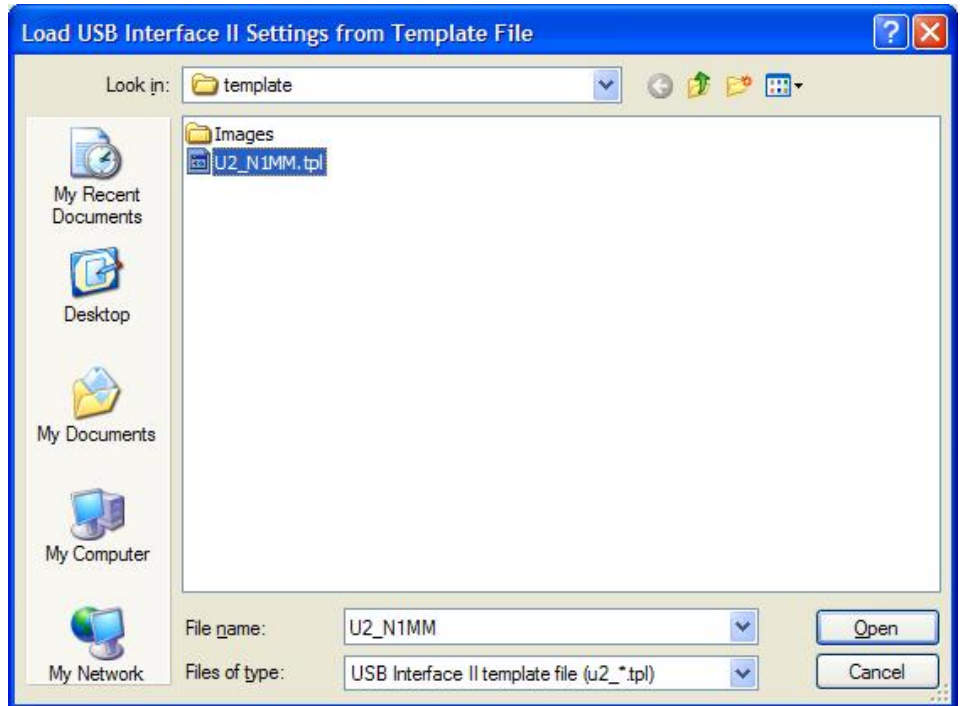 Load USB Interface II Settings from Template File
Look in:
template
Images
U2_N1MM.tpl
My Recent
Documents
Desktop
My Documents
My Computer
My Network
File name:
U2_N1MM
Open
Files of type:
USB Interface II template file (u2_*.tpl)
Cancel